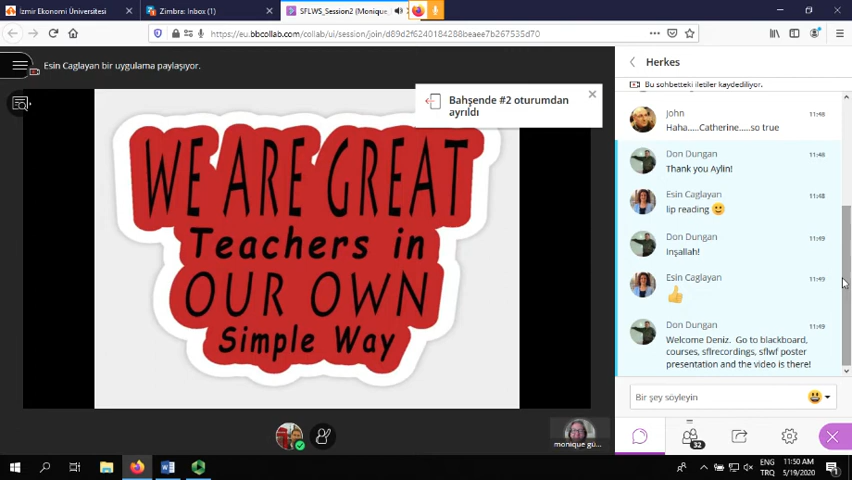 İzmir Ekonomi Üniversitesi
Zimbra: Inbox (1)
SFLWS_Session2 (Monique,
https://eu.bbcollab.com/collab/ui/session/join/d89d2f6240184288beaee7b267535d70
Esin Caglayan bir uygulama paylaşıyor.
Bahşende #2 oturumdan
ayrıldı
WE ARE GREAT
Teachers in
OUR OWN
Simple Way
monique gü...
Herkes
Bu sohbetteki iletiler kaydediliyor.
john
11:48
Haha.....Catherine.....so true
Don Dungan
11:48
Thank you Aylin!
Esin Caglayan
11:48
lip reading
Don Dungan
11:49
Inşallah!
Esin Caglayan
11:49
Don Dungan
11:49
Welcome Deniz. Go to blackboard,
courses, sflrecordings, sflwf poster
presentation and the video is there!
Bir şey söyleyin
32
ENG
TRQ
11:50 AM
5/19/2020